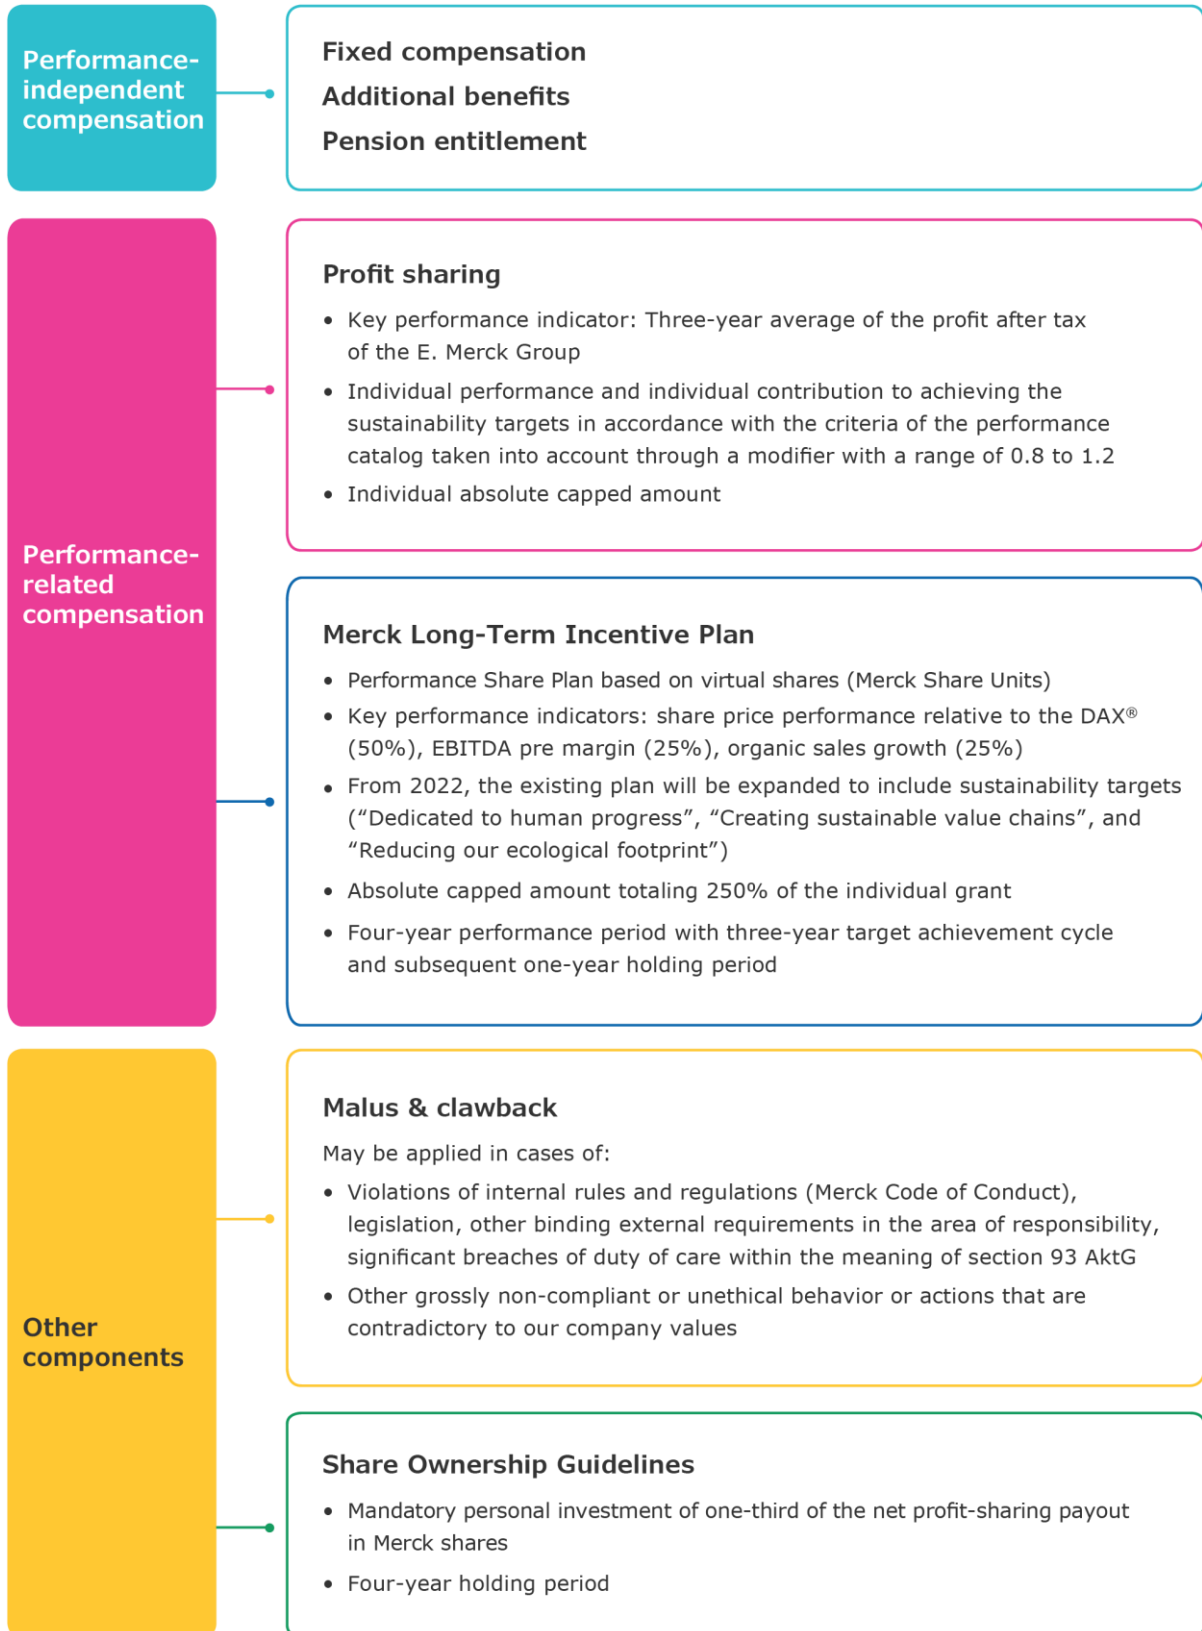 Performance-
independent
compensation
Fixed compensation
Additional benefits
Pension entitlement
Performance-
related
compensation
Profit sharing
• Key performance indicator: Three-year average of the profit after tax
of the E. Merck Group
• Individual performance and individual contribution to achieving the
sustainability targets in accordance with the criteria of the performance
catalog taken into account through a modifier with a range of 0.8 to 1.2
• Individual absolute capped amount
Merck Long-Term Incentive Plan
• Performance Share Plan based on virtual shares (Merck Share Units)
• Key performance indicators: share price performance relative to the DAX®
(50%), EBITDA pre margin (25%), organic sales growth (25%)
• From 2022, the existing plan will be expanded to include sustainability targets
(“Dedicated to human progress”, “Creating sustainable value chains”, and
“Reducing our ecological footprint”)
• Absolute capped amount totaling 250% of the individual grant
• Four-year performance period with three-year target achievement cycle
and subsequent one-year holding period
Other
components
Malus & clawback
May be applied in cases of:
• Violations of internal rules and regulations (Merck Code of Conduct),
legislation, other binding external requirements in the area of responsibility,
significant breaches of duty of care within the meaning of section 93 AktG
• Other grossly non-compliant or unethical behavior or actions that are
contradictory to our company values
Share Ownership Guidelines
• Mandatory personal investment of one-third of the net profit-sharing payout
in Merck shares
• Four-year holding period